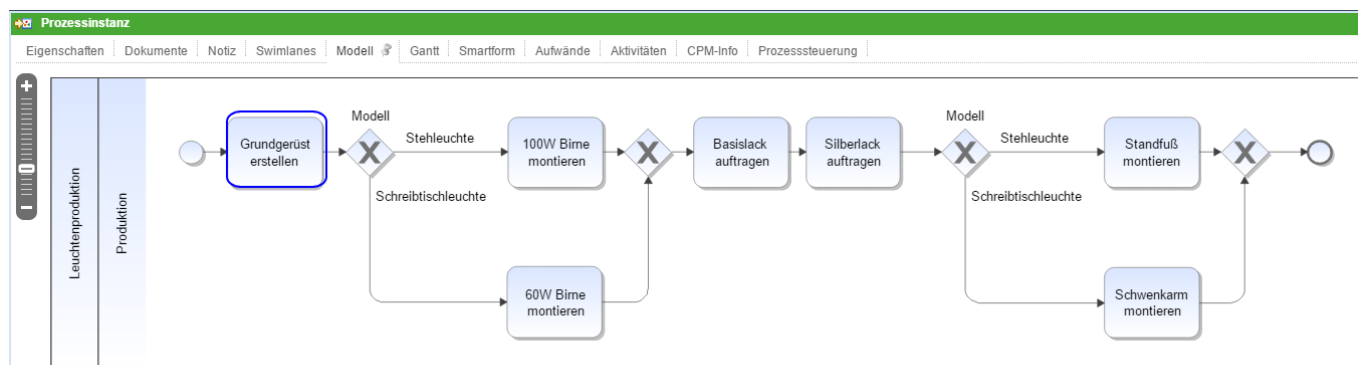 Prozessinstanz
Eigenschaften Dokumente Notiz Swimlanes Modell Gantt Smartform Aufwände Aktivitäten CPM-Info Prozesssteuerung
Leuchtenproduktion
Produktion
Grundgerüst
erstellen
Modell
X
Stehleuchte
Schreibtischleuchte
100W Birne
montieren
60W Birne
montieren
X
Basislack
auftragen
Silberlack
auftragen
Modell
X
Stehleuchte
Schreibtischleuchte
Standfuß
montieren
Schwenkarm
montieren
X